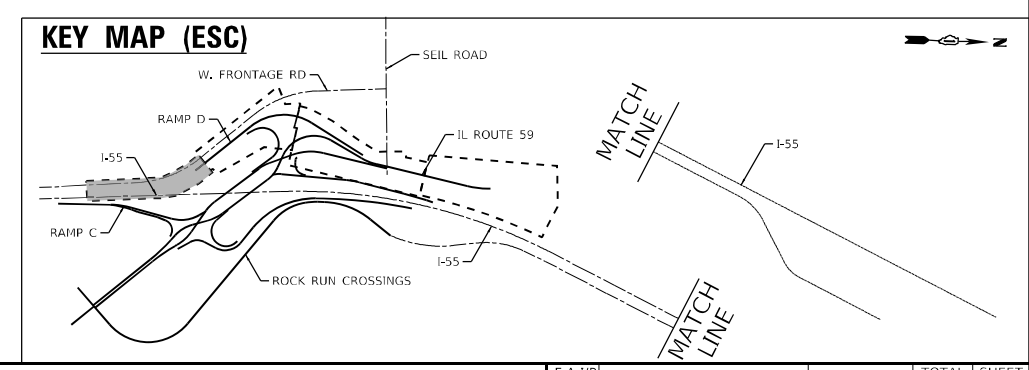 KEY MAP (ESC)
N
SEIL ROAD
W. FRONTAGE RD
RAMP D
IL ROUTE 59
I-55
MATCH
LINE
I-55
RAMP C
I-55
ROCK RUN CROSSINGS
MATCH
LINE
TOTAL
SHEET